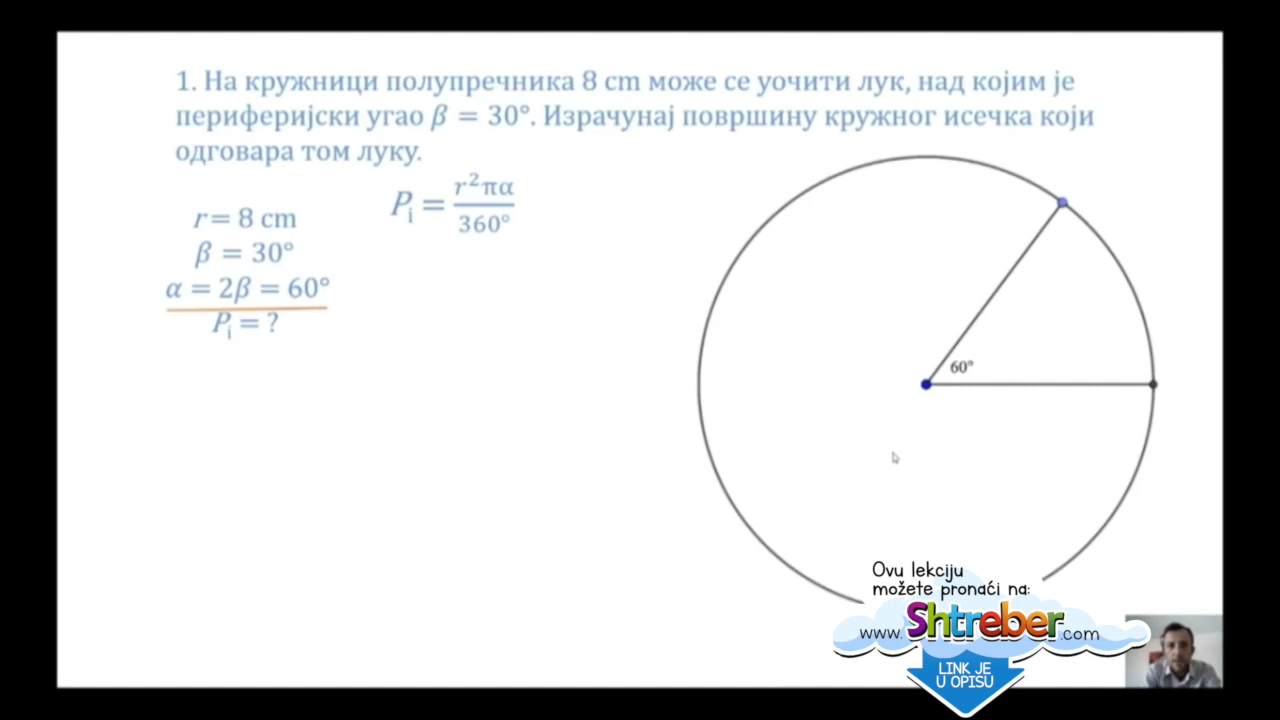 1. На кружници полупречника 8 cm може се уочити лук, над којим је
периферијски угао β = 30°. Израчунај површину кружног исечка који
одговара том луку.
r = 8 cm
β = 30°
α = 2β = 60°
Pᵢ = ?
Pᵢ = r²πα / 360°
60°
Ovu lekciju
možete pronaći na:
www.Shtreber.com
LINK JE
U OPISU